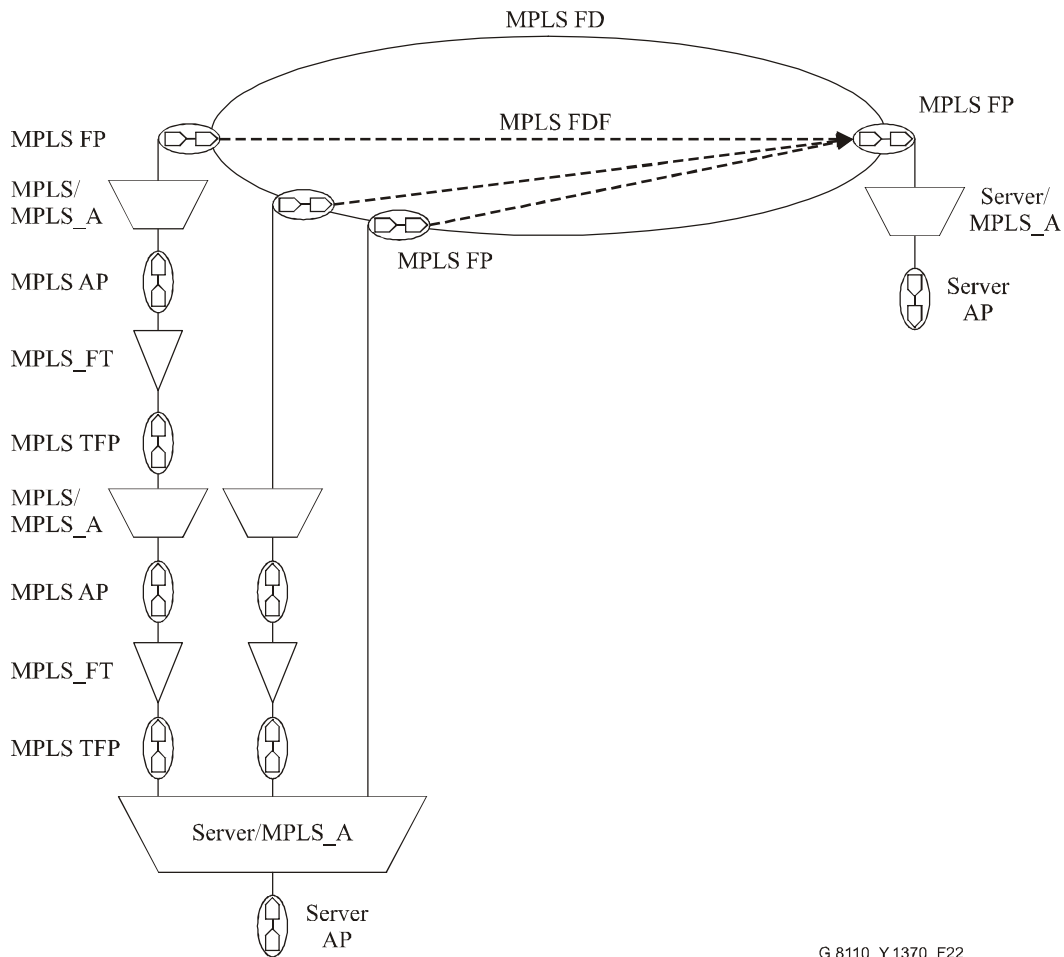 MPLS FD
MPLS FP
MPLS FP
MPLS FDF
MPLS/
MPLS_A
Server/
MPLS_A
MPLS FP
MPLS AP
Server
AP
MPLS_FT
MPLS TFP
MPLS/
MPLS_A
MPLS AP
MPLS_FT
MPLS TFP
Server/MPLS_A
Server
AP
G.8110_Y.1370_F22